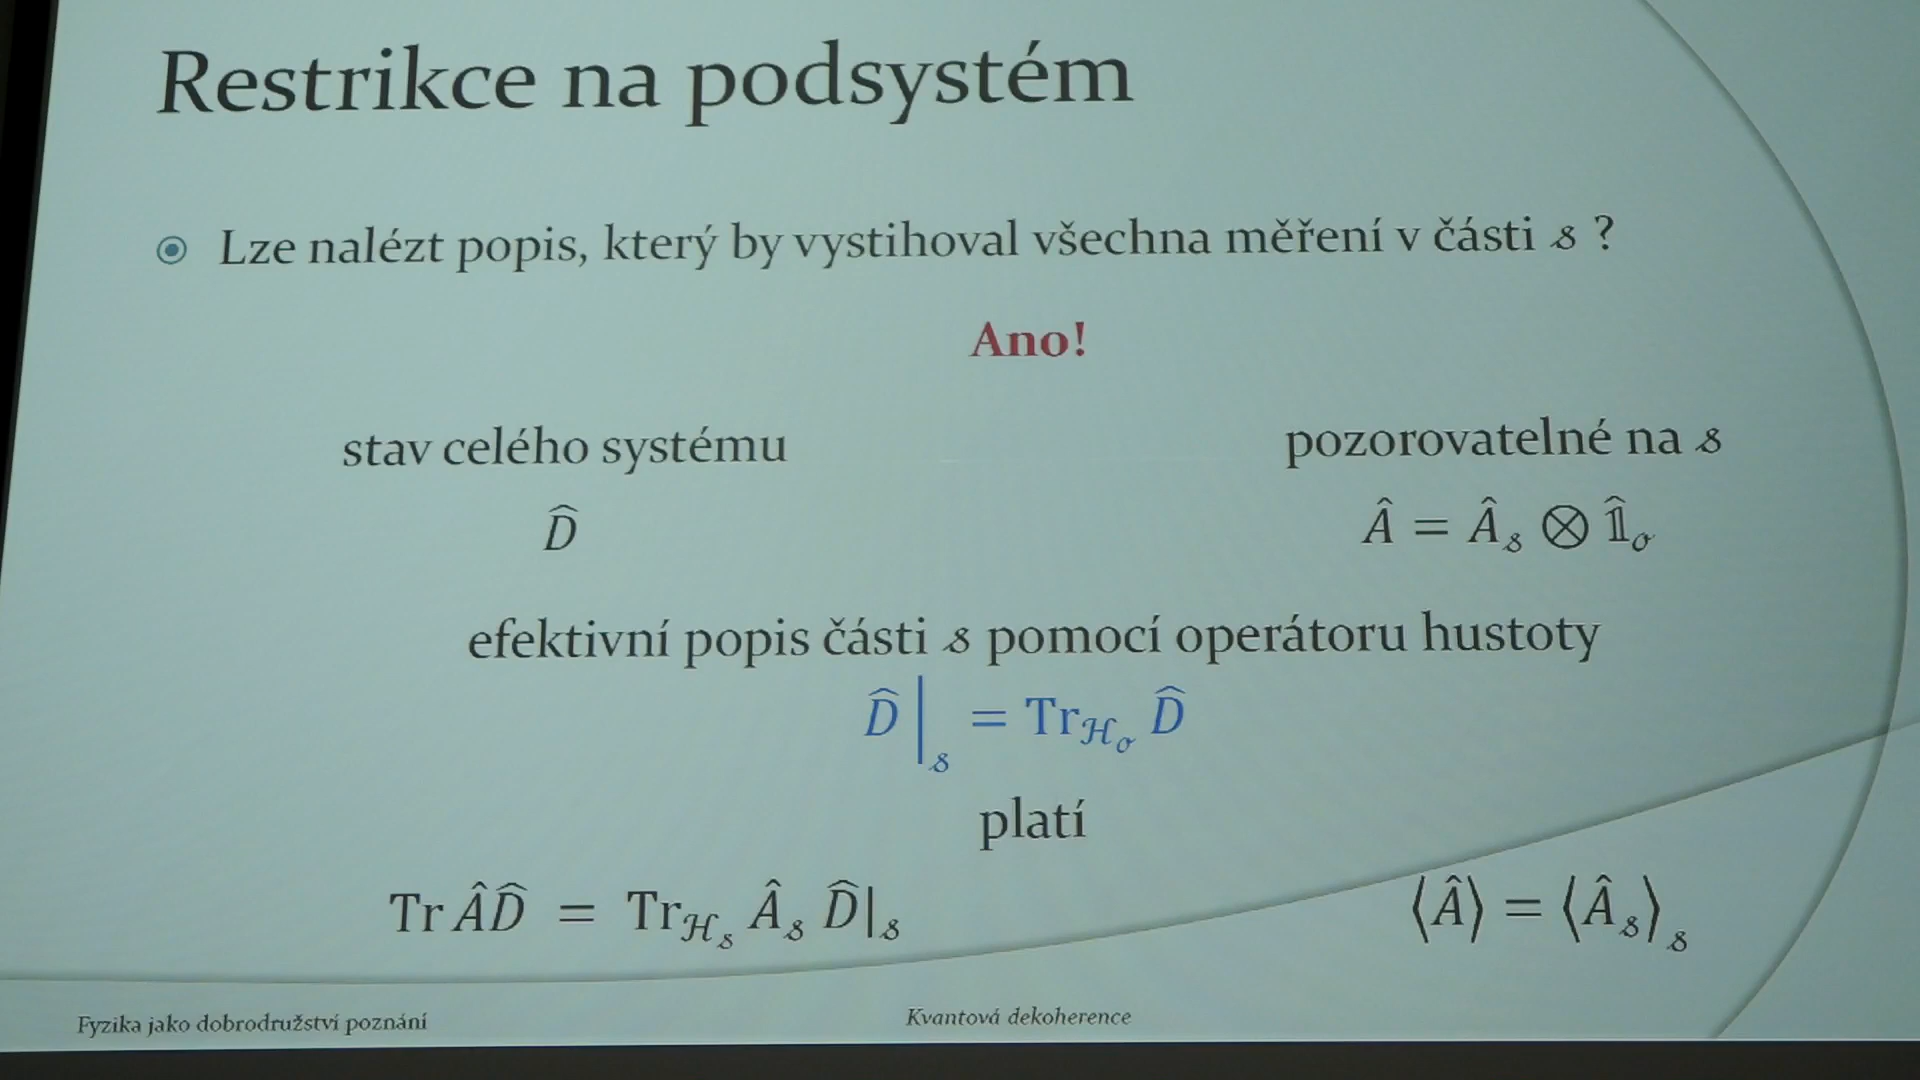 Restrikce na podsystém
Lze nalézt popis, který by vystihoval všechna měření v části 𝓈 ?
Ano!
stav celého systému
pozorovatelné na 𝓈
D̂
Â = Â𝓈 ⊗ 𝟙̂ℴ
efektivní popis části 𝓈 pomocí operátoru hustoty
D̂|𝓈 = Trℋℴ D̂
platí
Tr ÂD̂ = Trℋ𝓈 Â𝓈 D̂|𝓈
⟨Â⟩ = ⟨Â𝓈⟩𝓈
Fyzika jako dobrodružství poznání
Kvantová dekoherence